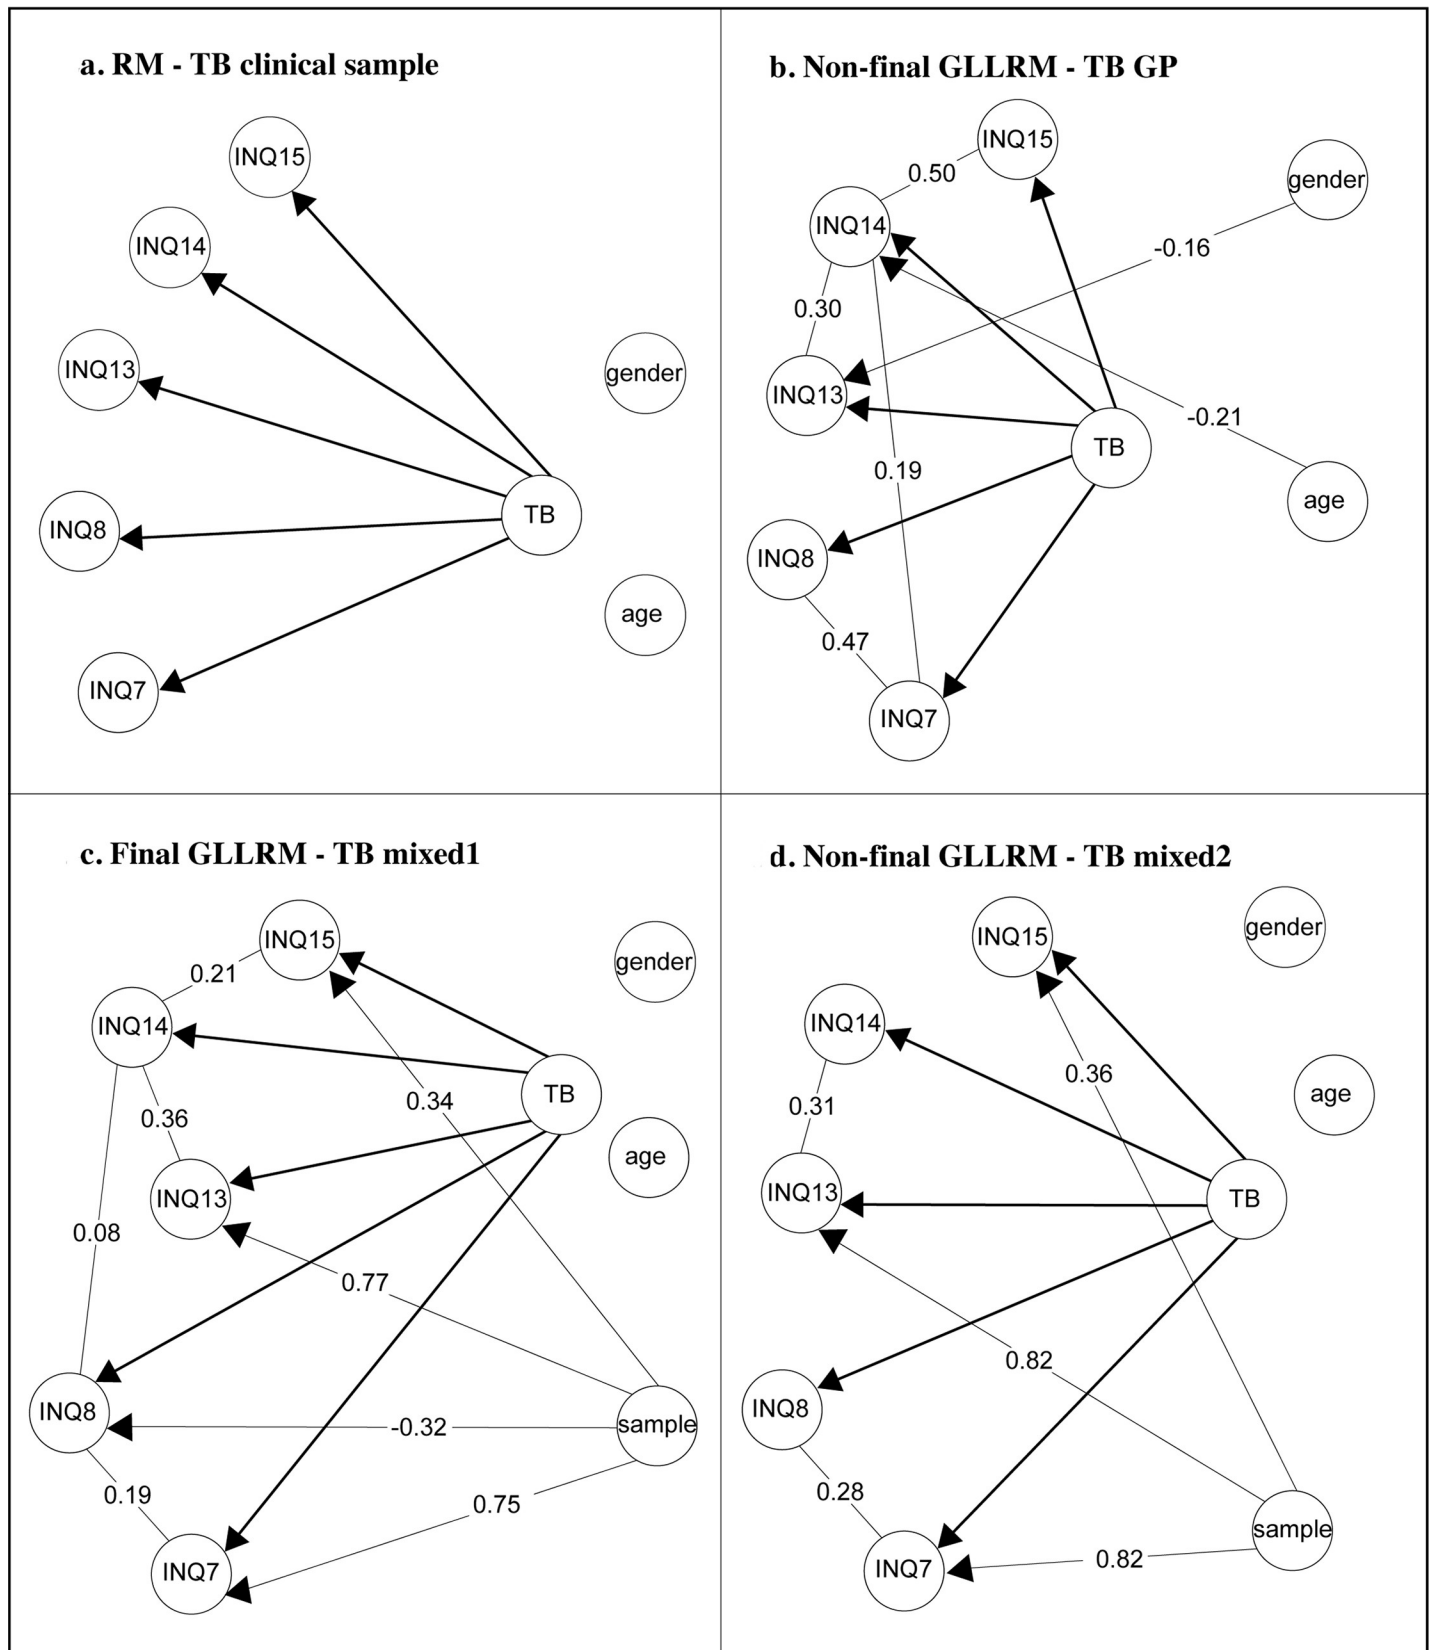 a. RM - TB clinical sample
INQ15
INQ14
INQ13
gender
INQ8
TB
age
INQ7
b. Non-final GLLRM - TB GP
INQ15
gender
0.50
INQ14
-0.16
0.30
INQ13
-0.21
TB
0.19
age
INQ8
0.47
INQ7
c. Final GLLRM - TB mixed1
INQ15
gender
0.21
INQ14
TB
0.34
0.36
age
INQ13
0.08
0.77
INQ8
-0.32
sample
0.19
0.75
INQ7
d. Non-final GLLRM - TB mixed2
gender
INQ15
INQ14
0.36
age
0.31
INQ13
TB
0.82
INQ8
0.28
sample
0.82
INQ7